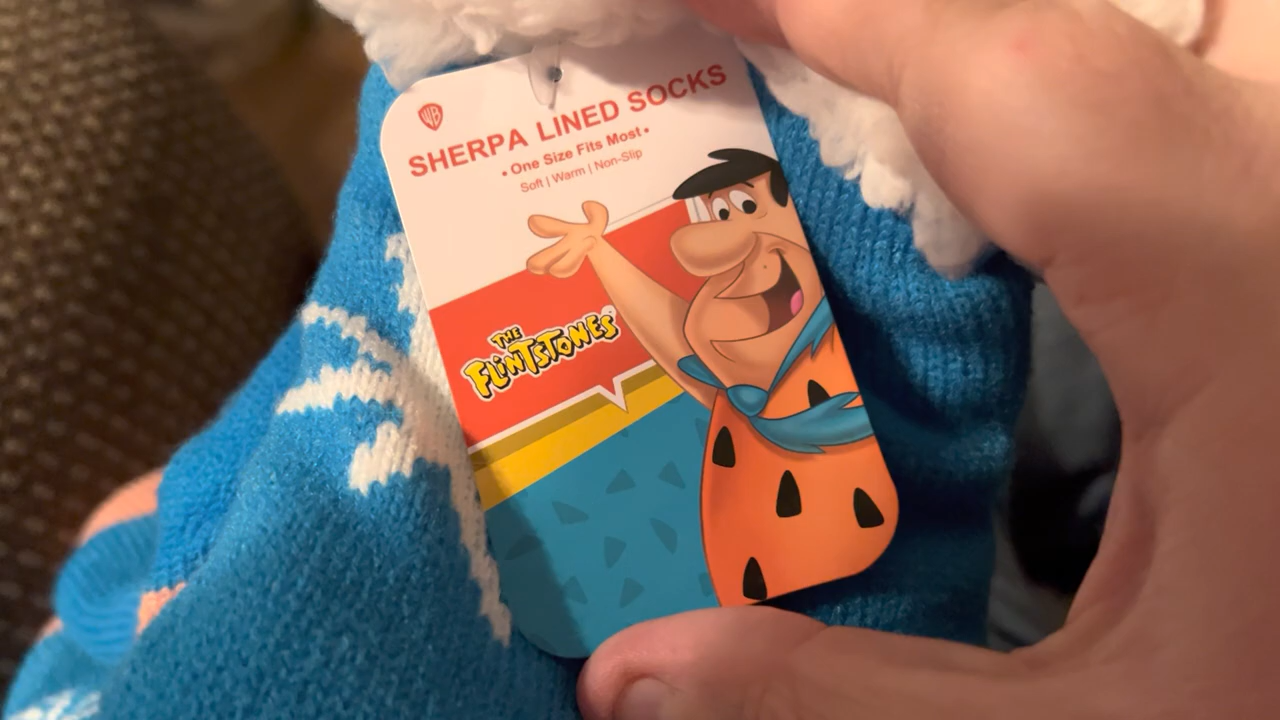 WB
SHERPA LINED SOCKS
• One Size Fits Most •
Soft | Warm | Non-Slip
THE
FLINTSTONES